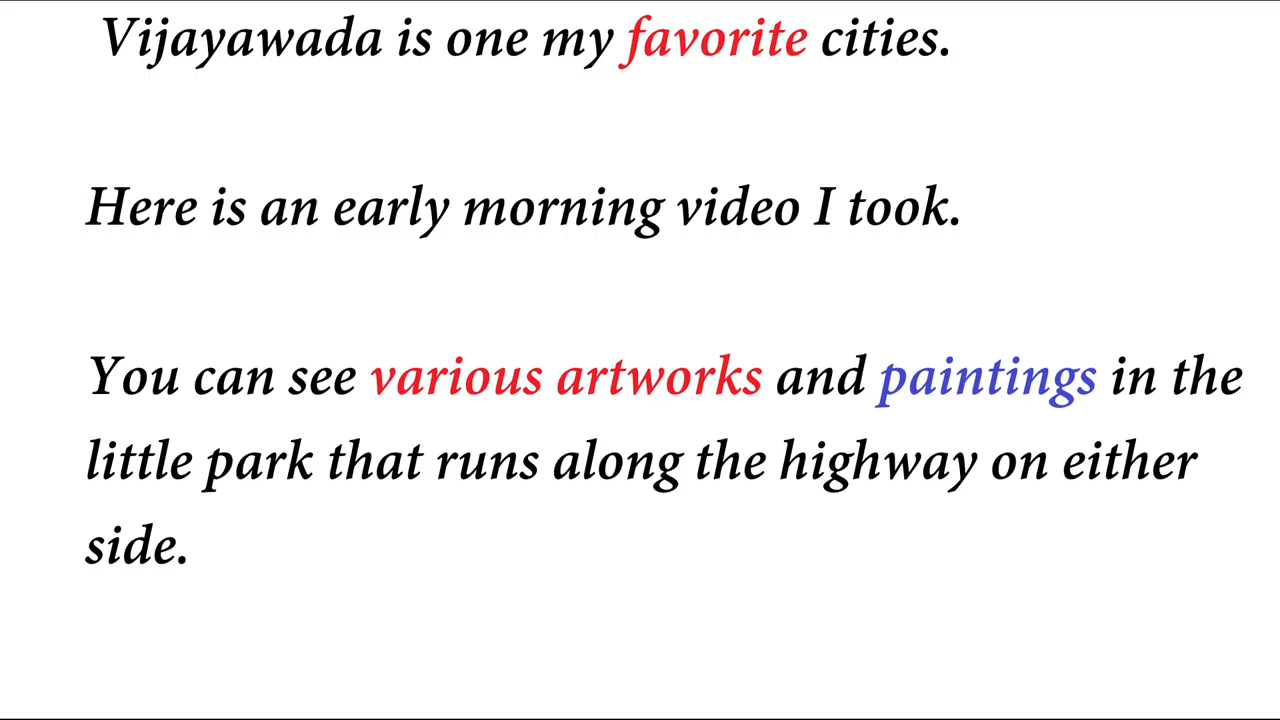 Vijayawada is one my favorite cities.
Here is an early morning video I took.
You can see various artworks and paintings in the
little park that runs along the highway on either
side.